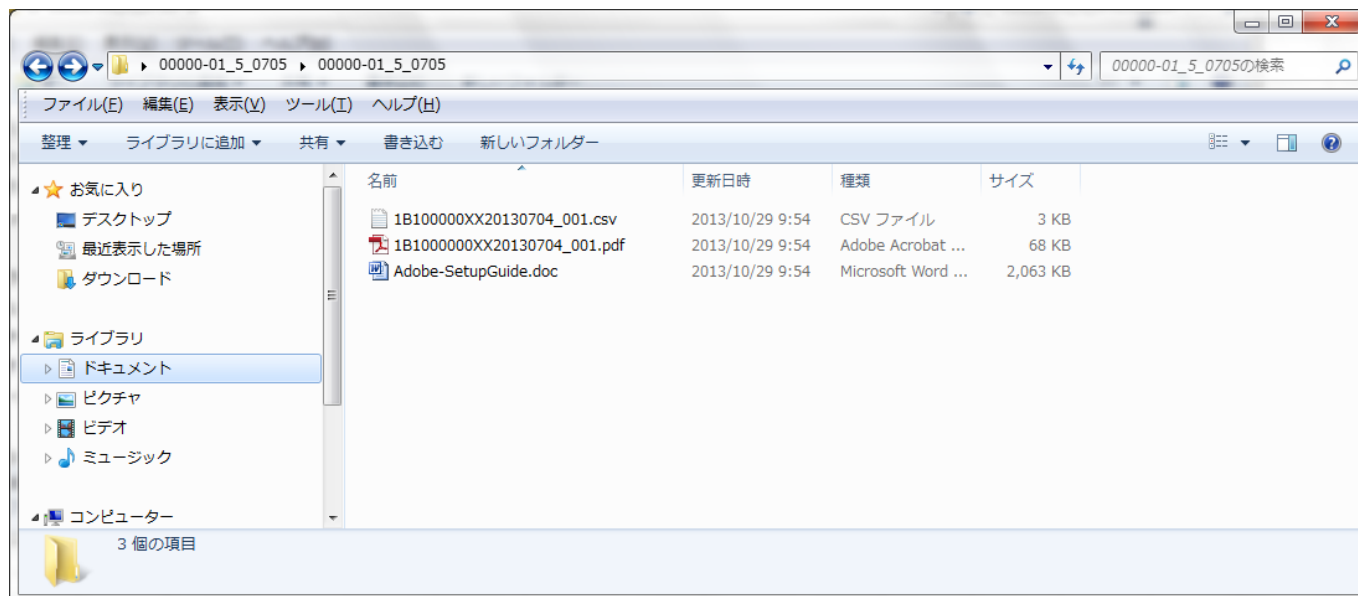 00000-01_5_0705 00000-01_5_0705 00000-01_5_0705の検索
ファイル(F) 編集(E) 表示(V) ツール(T) ヘルプ(H)
整理 ライブラリに追加 共有 書き込む 新しいフォルダー
お気に入り
デスクトップ
最近表示した場所
ダウンロード
ライブラリ
ドキュメント
ピクチャ
ビデオ
ミュージック
コンピューター
名前 更新日時 種類 サイズ
1B100000XX20130704_001.csv 2013/10/29 9:54 CSV ファイル 3 KB
1B1000000XX20130704_001.pdf 2013/10/29 9:54 Adobe Acrobat ... 68 KB
Adobe-SetupGuide.doc 2013/10/29 9:54 Microsoft Word ... 2,063 KB
3 個の項目